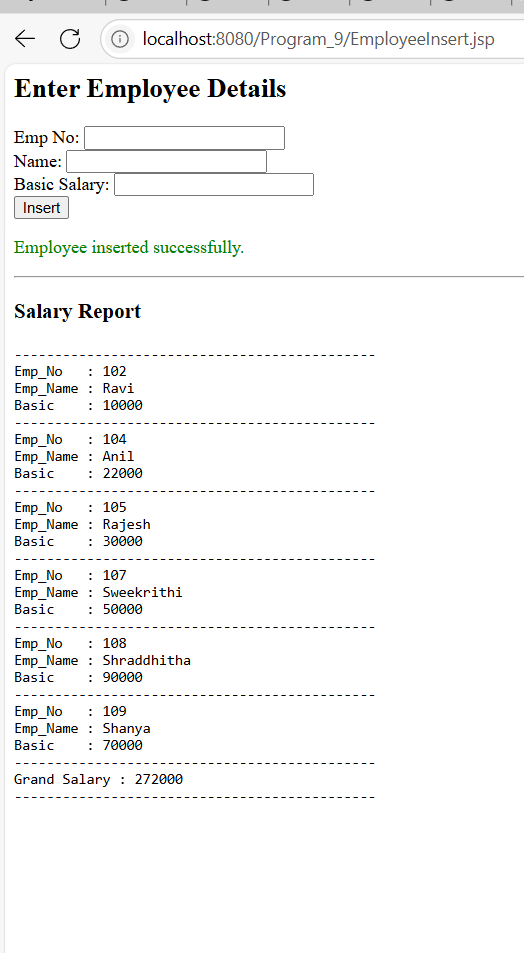 localhost:8080/Program_9/EmployeeInsert.jsp
Enter Employee Details
Emp No:
Name:
Basic Salary:
Insert
Employee inserted successfully.
Salary Report
---------------------------------------------
Emp_No   : 102
Emp_Name : Ravi
Basic    : 10000
---------------------------------------------
Emp_No   : 104
Emp_Name : Anil
Basic    : 22000
---------------------------------------------
Emp_No   : 105
Emp_Name : Rajesh
Basic    : 30000
---------------------------------------------
Emp_No   : 107
Emp_Name : Sweekrithi
Basic    : 50000
---------------------------------------------
Emp_No   : 108
Emp_Name : Shraddhitha
Basic    : 90000
---------------------------------------------
Emp_No   : 109
Emp_Name : Shanya
Basic    : 70000
---------------------------------------------
Grand Salary : 272000
---------------------------------------------